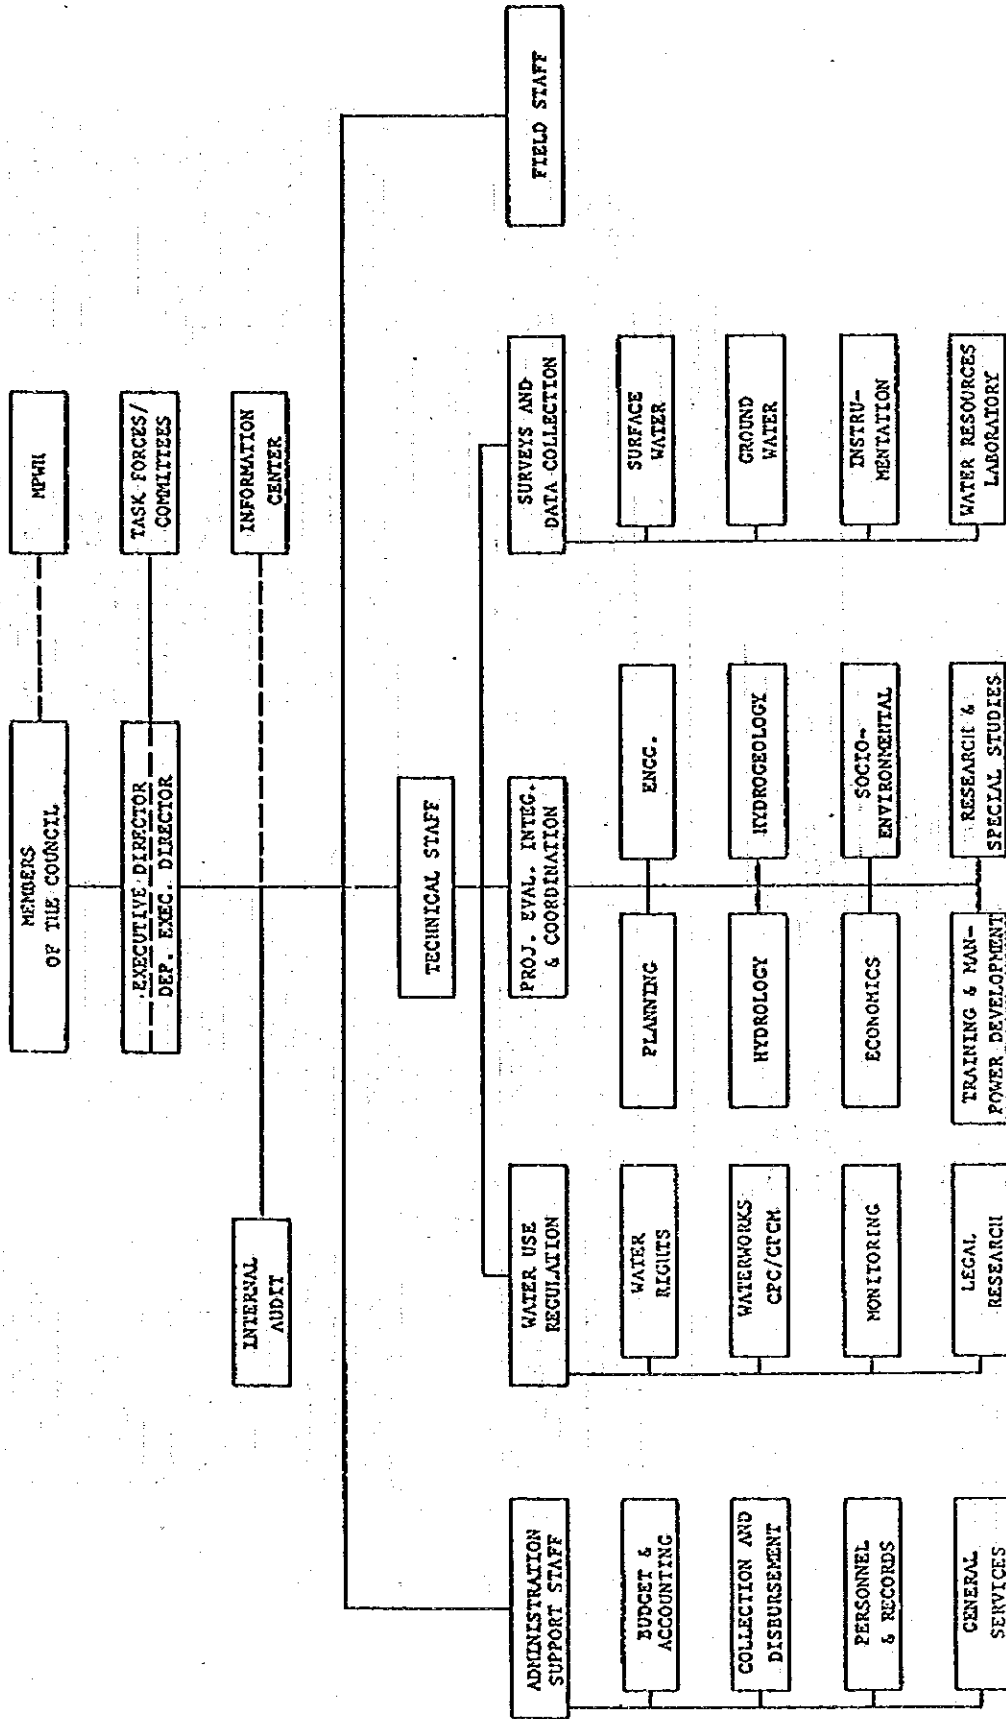 MEMBERS
OF THE COUNCIL
MPWH
EXECUTIVE DIRECTOR
DEP. EXEC. DIRECTOR
TASK FORCES/
COMMITTEES
INTERNAL
AUDIT
INFORMATION
CENTER
TECHNICAL STAFF
ADMINISTRATION
SUPPORT STAFF
WATER USE
REGULATION
PROJ. EVAL. INTEG.
& COORDINATION
SURVEYS AND
DATA COLLECTION
FIELD STAFF
BUDGET &
ACCOUNTING
WATER
RIGHTS
PLANNING
ENGG.
SURFACE
WATER
COLLECTION AND
DISBURSEMENT
WATERWORKS
CPC/CPCM
HYDROLOGY
HYDROGEOLOGY
GROUND
WATER
PERSONNEL
& RECORDS
MONITORING
ECONOMICS
SOCIO-
ENVIRONMENTAL
INSTRU-
MENTATION
GENERAL
SERVICES
LEGAL
RESEARCH
TRAINING & MAN-
POWER DEVELOPMENT
RESEARCH &
SPECIAL STUDIES
WATER RESOURCES
LABORATORY